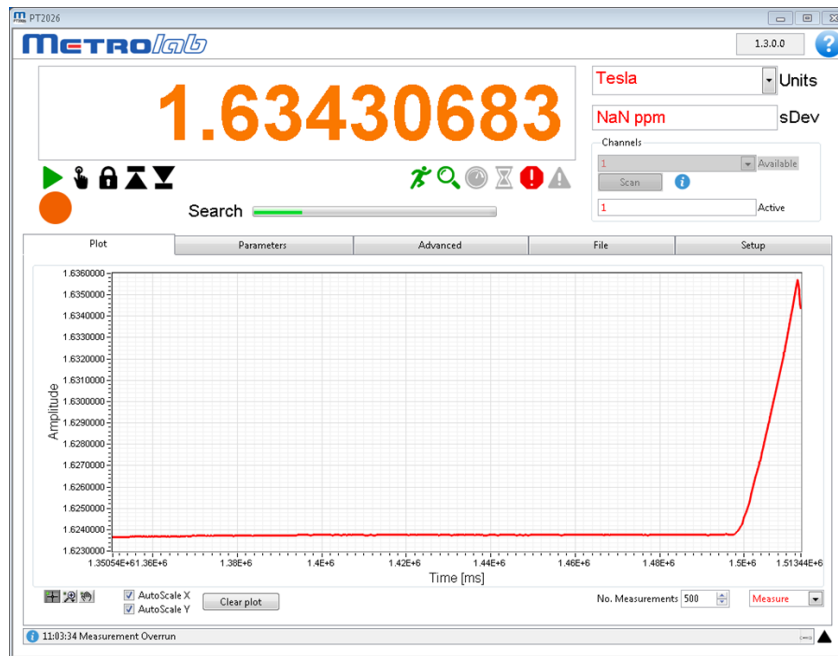 PT2026
METROlab
1.3.0.0
?
1.63430683
Tesla
Units
NaN ppm
sDev
Channels
1
Available
Scan
1
Active
Search
Plot
Parameters
Advanced
File
Setup
1.6360000
1.6350000
1.6340000
1.6330000
1.6320000
1.6310000
1.6300000
1.6290000
1.6280000
1.6270000
1.6260000
1.6250000
1.6240000
1.6230000
Amplitude
1.35054E+6
1.36E+6
1.38E+6
1.4E+6
1.42E+6
1.44E+6
1.46E+6
1.48E+6
1.5E+6
1.51344E+6
Time [ms]
AutoScale X
AutoScale Y
Clear plot
No. Measurements
500
Measure
11:03:34 Measurement Overrun